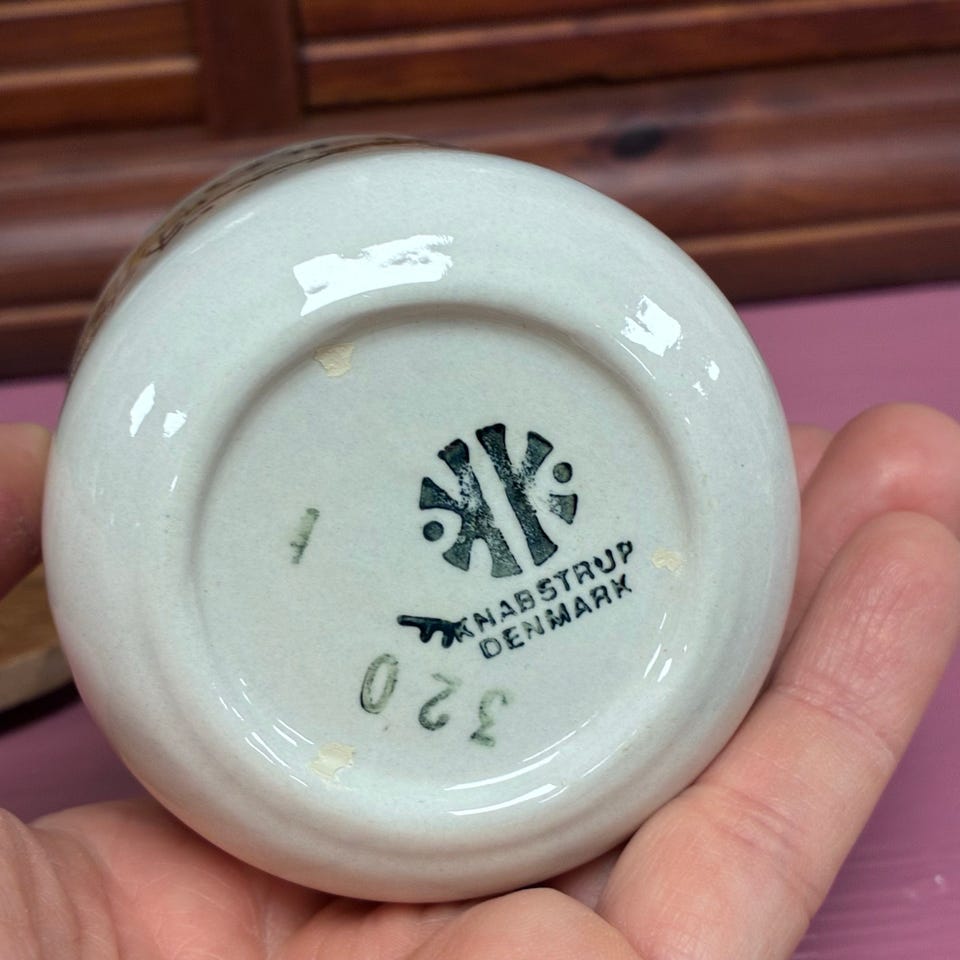 KNABSTRUP
DENMARK
F
320
1